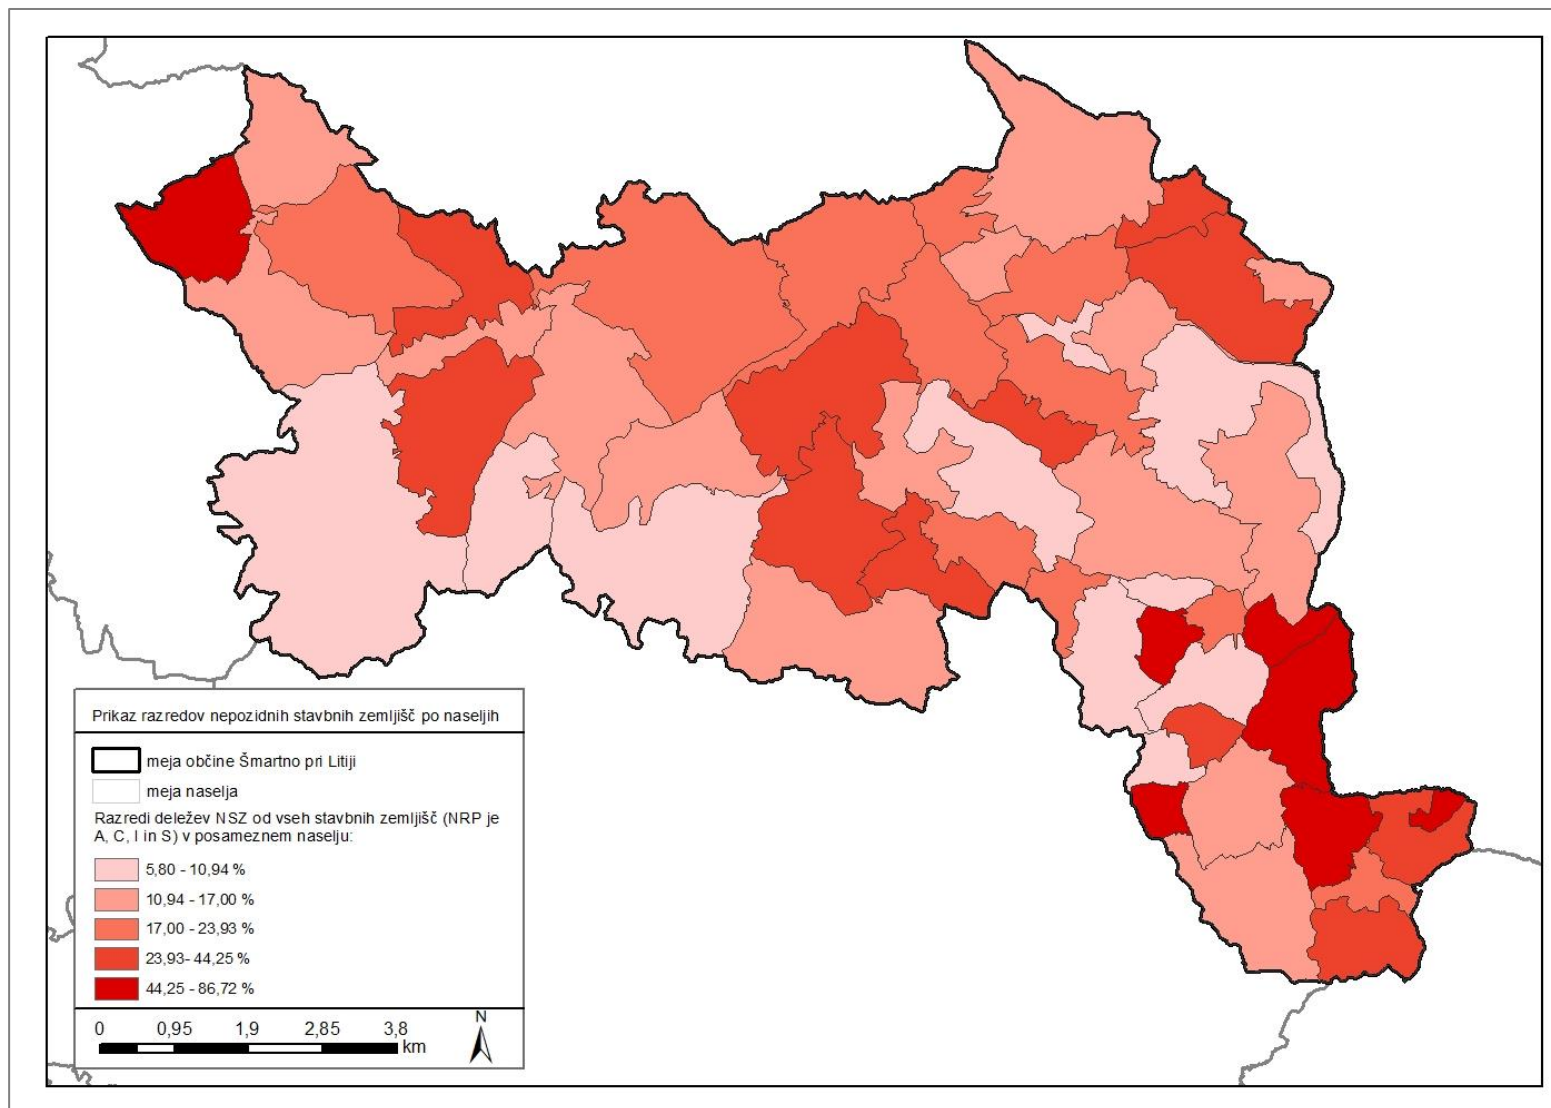 Prikaz razredov nepozidnih stavbnih zemljišč po naseljih
meja občine Šmartno pri Litiji
meja naselja
Razredi deležev NSZ od vseh stavbnih zemljišč (NRP je
A, C, I in S) v posameznem naselju:
5,80 - 10,94 %
10,94 - 17,00 %
17,00 - 23,93 %
23,93- 44,25 %
44,25 - 86,72 %
0 0,95 1,9 2,85 3,8
km
N